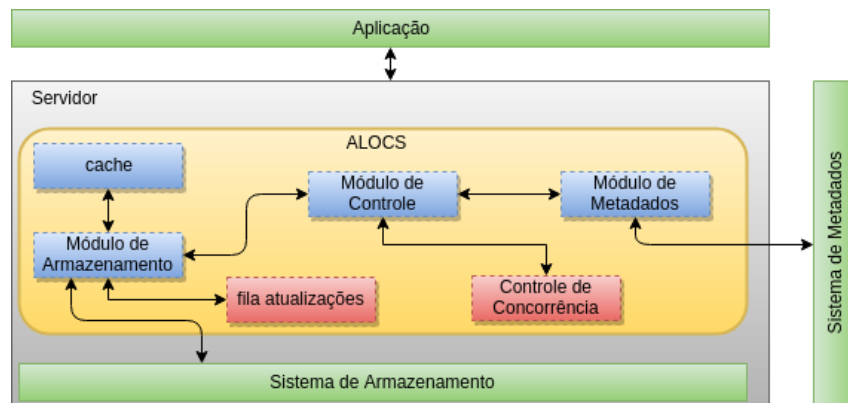 Aplicação
Servidor
ALOCS
cache
Módulo de
Controle
Módulo de
Metadados
Módulo de
Armazenamento
fila atualizações
Controle de
Concorrência
Sistema de Armazenamento
Sistema de Metadados